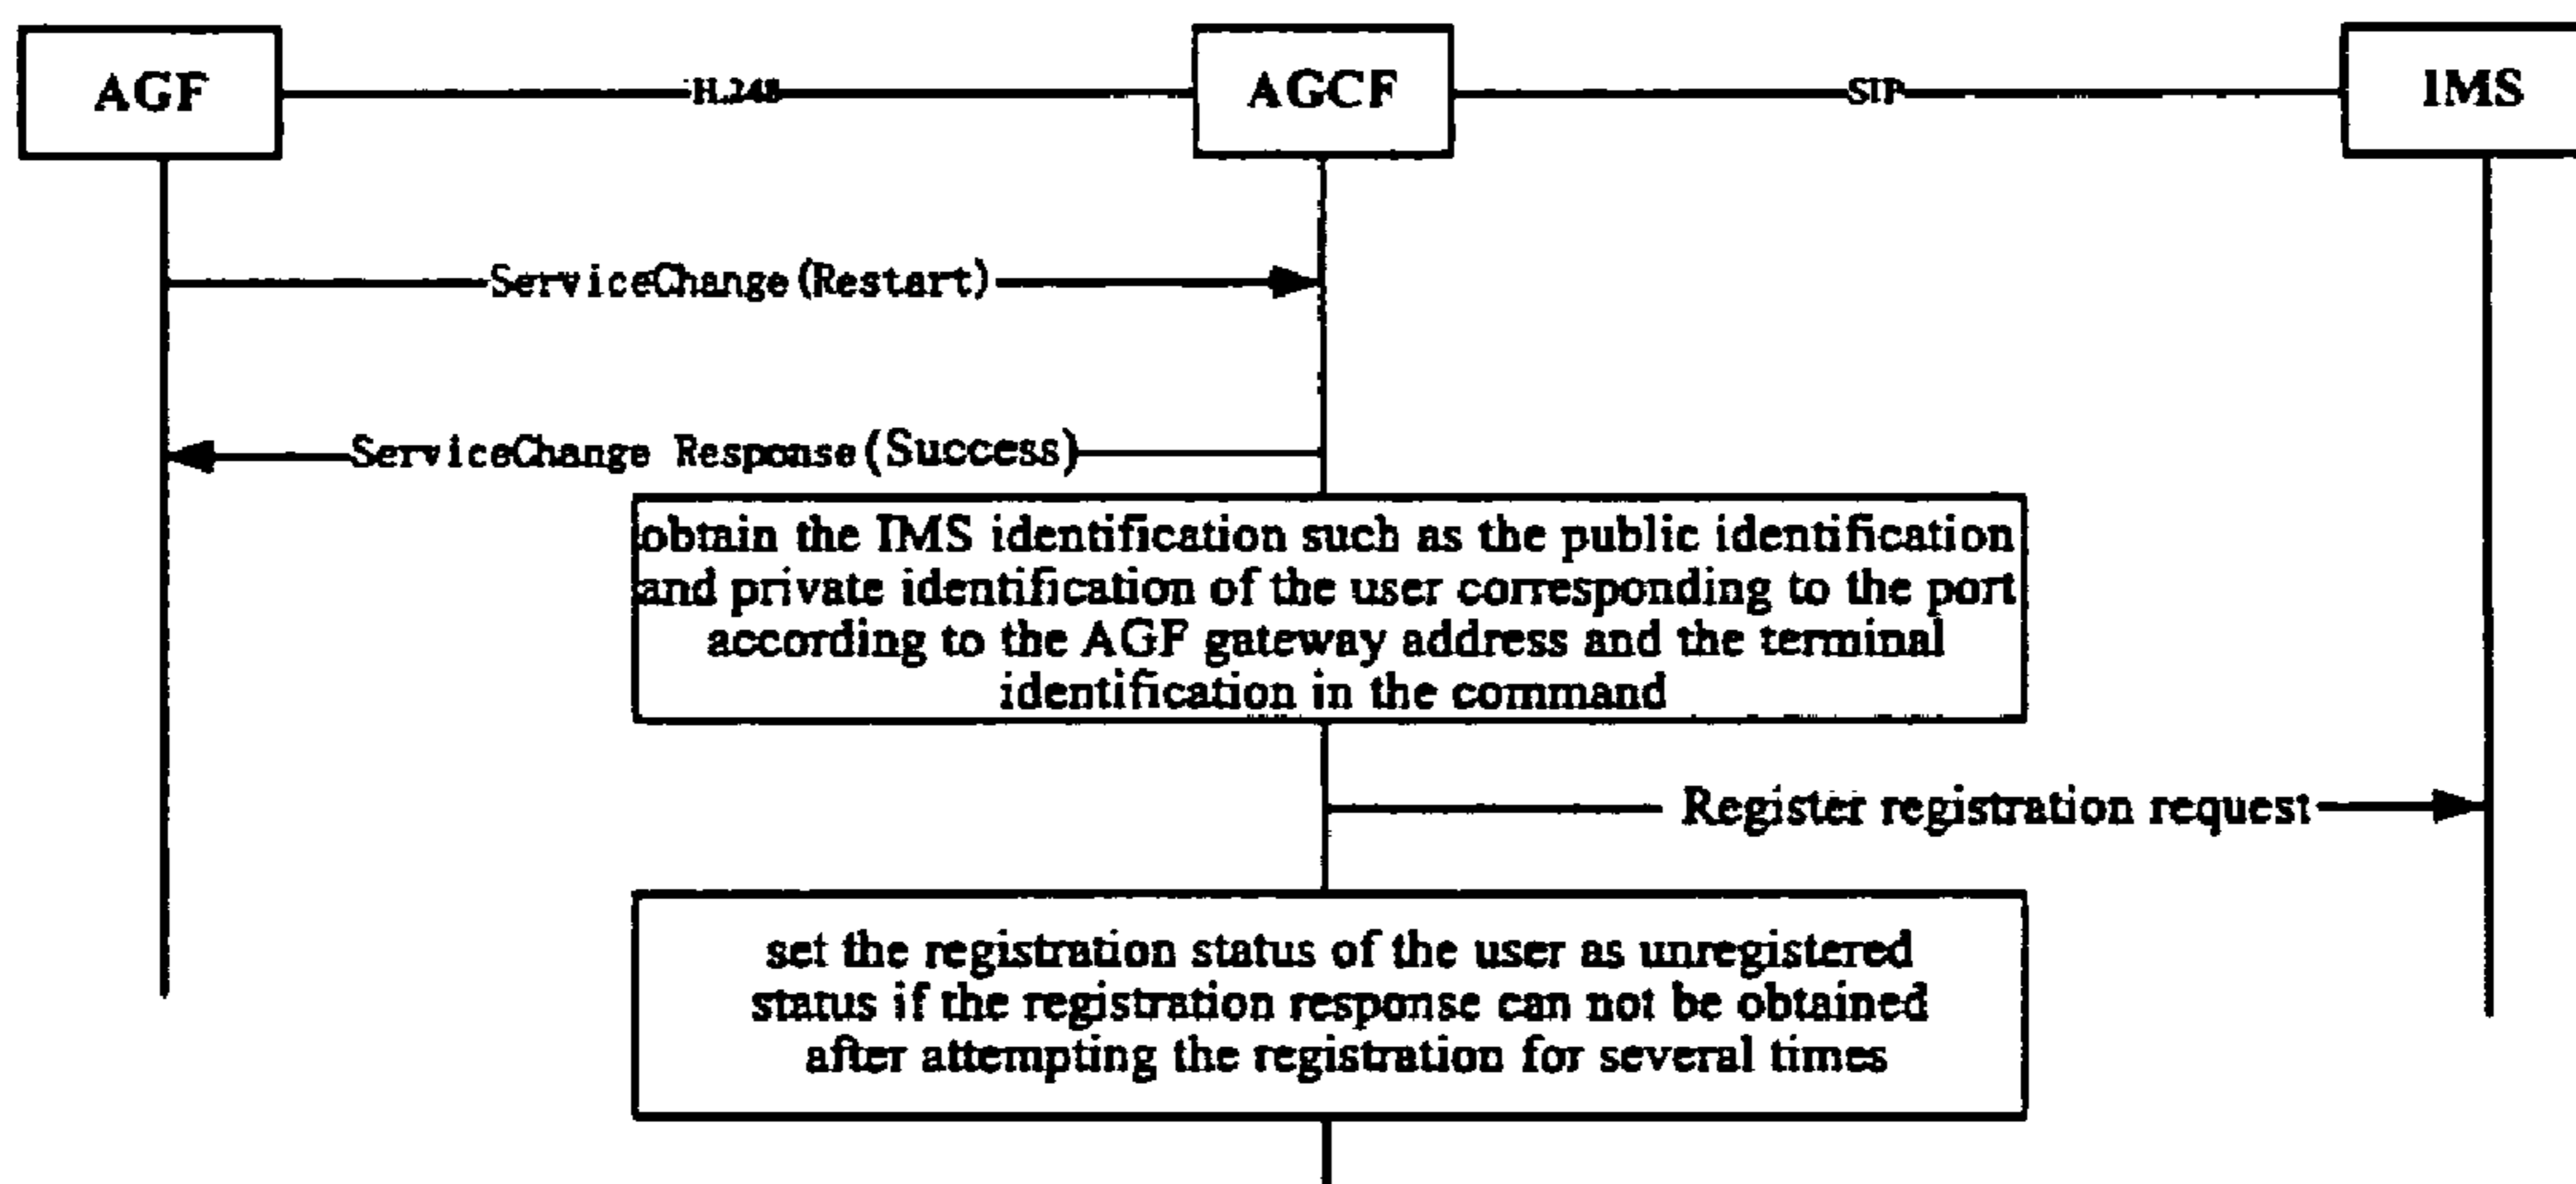 AGF
H.248
AGCF
SIP
IMS
ServiceChange(Restart)
ServiceChange Response(Success)
obtain the IMS identification such as the public identification
and private identification of the user corresponding to the port
according to the AGF gateway address and the terminal
identification in the command
Register registration request
set the registration status of the user as unregistered
status if the registration response can not be obtained
after attempting the registration for several times